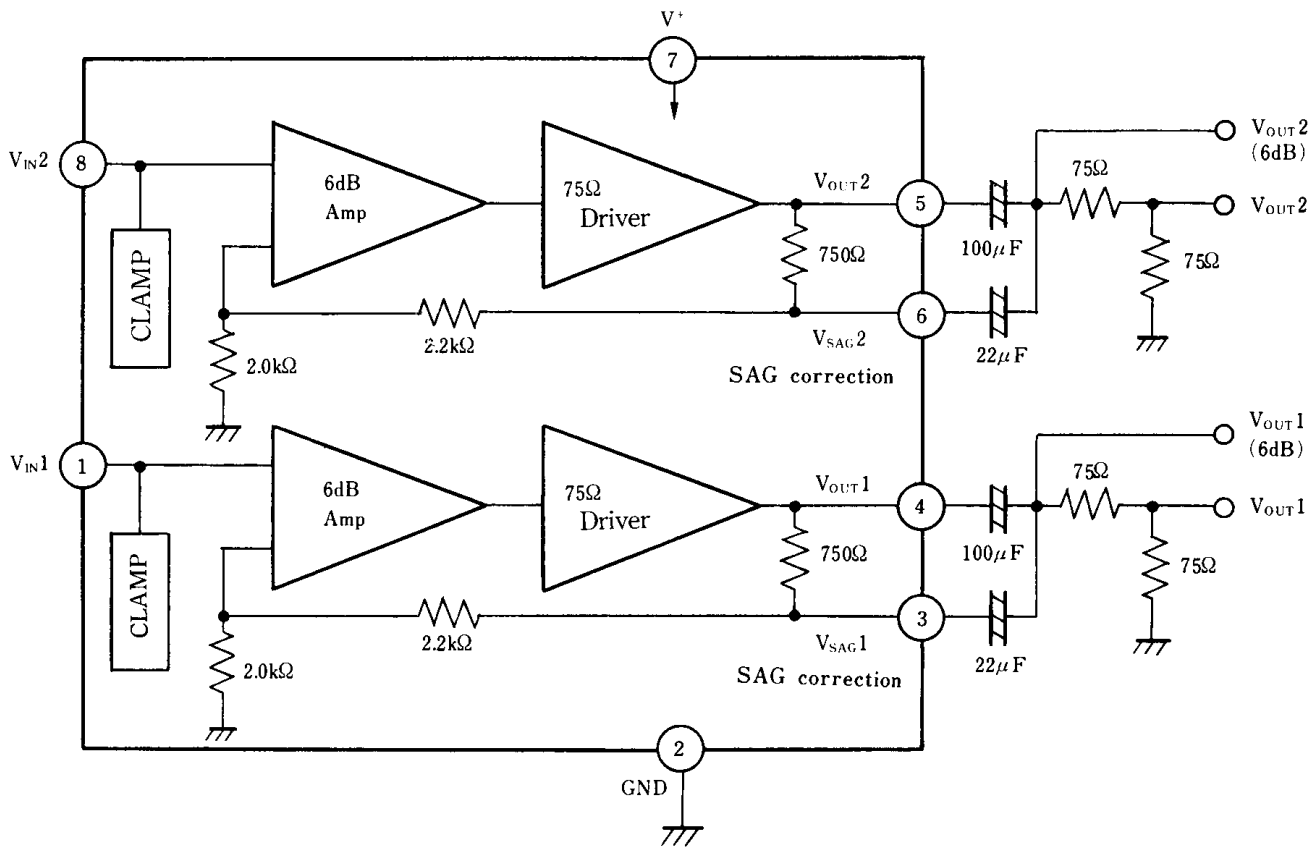 V+
7
VIN2
8
6dB
Amp
75Ω
Driver
VOUT2
5
100μF
75Ω
VOUT2
(6dB)
VOUT2
75Ω
CLAMP
750Ω
2.0kΩ
2.2kΩ
VSAG2
6
22μF
SAG correction
VIN1
1
6dB
Amp
75Ω
Driver
VOUT1
4
100μF
75Ω
VOUT1
(6dB)
VOUT1
75Ω
CLAMP
750Ω
2.0kΩ
2.2kΩ
VSAG1
3
22μF
SAG correction
2
GND